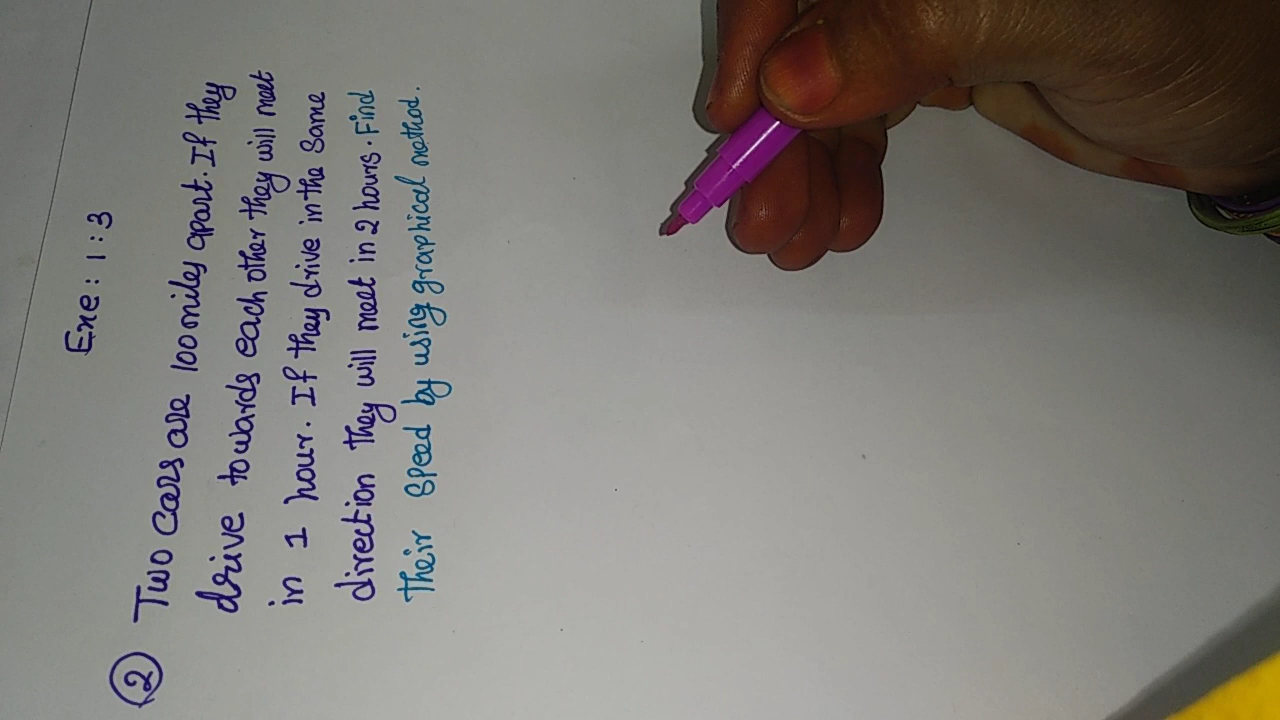 Exe: 1:3
2 Two cars are 100 miles apart. If they
drive towards each other they will meet
in 1 hour. If they drive in the same
direction they will meet in 2 hours. Find
their speed by using graphical method.